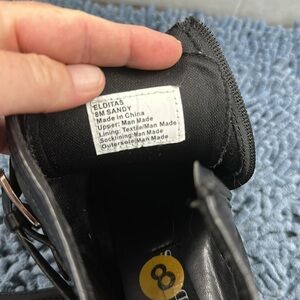 ELDITAS
8M SANDY
Made in China
Upper: Man Made
Lining: Textile/Man Made
Socklining:Man Made
Outersole:Man Made
8